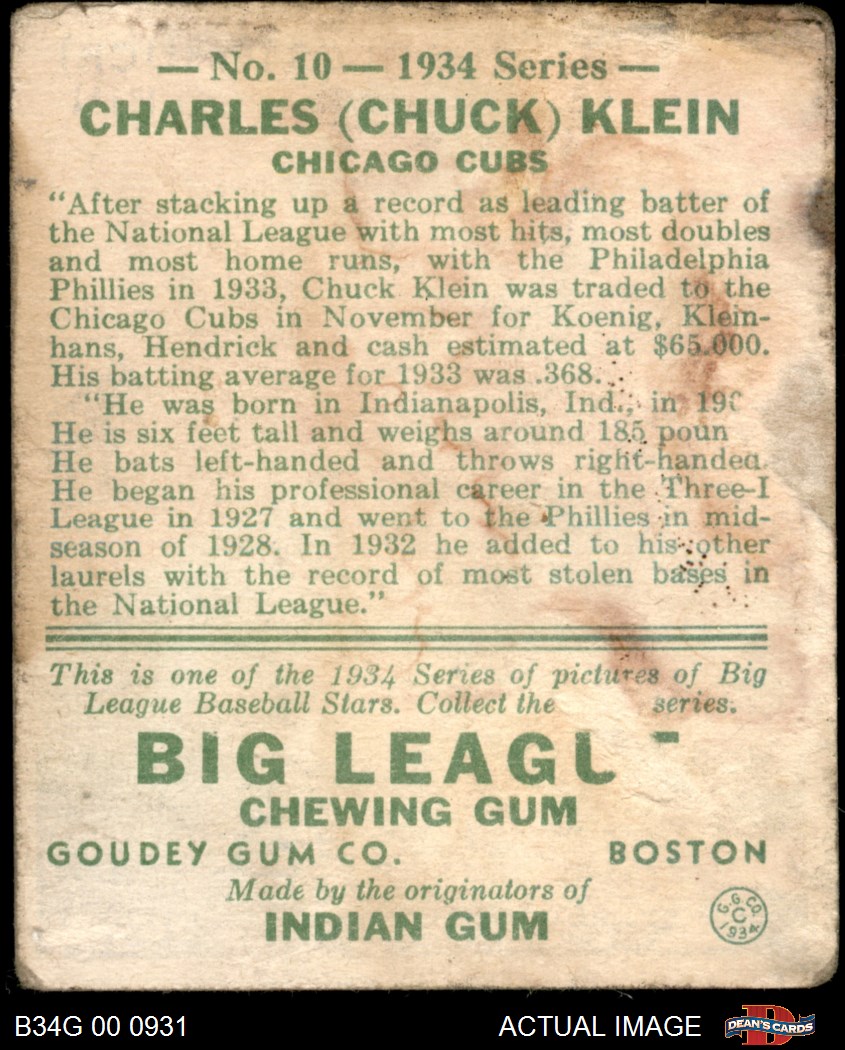 — No. 10 — 1934 Series —
CHARLES (CHUCK) KLEIN
CHICAGO CUBS
"After stacking up a record as leading batter of
the National League with most hits, most doubles
and most home runs, with the Philadelphia
Phillies in 1933, Chuck Klein was traded to the
Chicago Cubs in November for Koenig, Klein-
hans, Hendrick and cash estimated at $65.000.
His batting average for 1933 was .368.
"He was born in Indianapolis, Ind., in
He is six feet tall and weighs around 185 poun
He bats left-handed and throws right-handed.
He began his professional career in the Three-I
League in 1927 and went to the Phillies in mid-
season of 1928. In 1932 he added to his other
laurels with the record of most stolen bases in
the National League."
This is one of the 1934 Series of pictures of Big
League Baseball Stars. Collect the series.
BIG LEAGU
CHEWING GUM
GOUDEY GUM CO. BOSTON
Made by the originators of
INDIAN GUM
G.G.CO.
C
1934
B34G 00 0931 ACTUAL IMAGE D DEAN'S CARDS